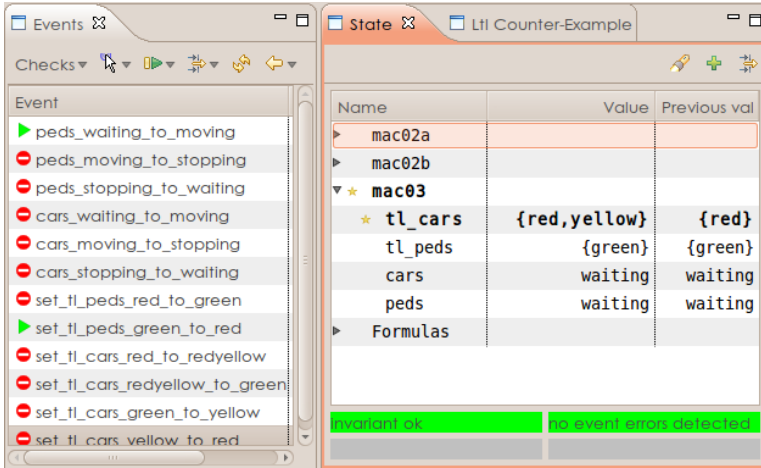 Events
Checks
Event
peds_waiting_to_moving
peds_moving_to_stopping
peds_stopping_to_waiting
cars_waiting_to_moving
cars_moving_to_stopping
cars_stopping_to_waiting
set_tl_peds_red_to_green
set_tl_peds_green_to_red
set_tl_cars_red_to_redyellow
set_tl_cars_redyellow_to_green
set_tl_cars_green_to_yellow
set_tl_cars_yellow_to_red
State Ltl Counter-Example
Name Value Previous val
mac02a
mac02b
mac03
tl_cars {red,yellow} {red}
tl_peds {green} {green}
cars waiting waiting
peds waiting waiting
Formulas
invariant ok no event errors detected